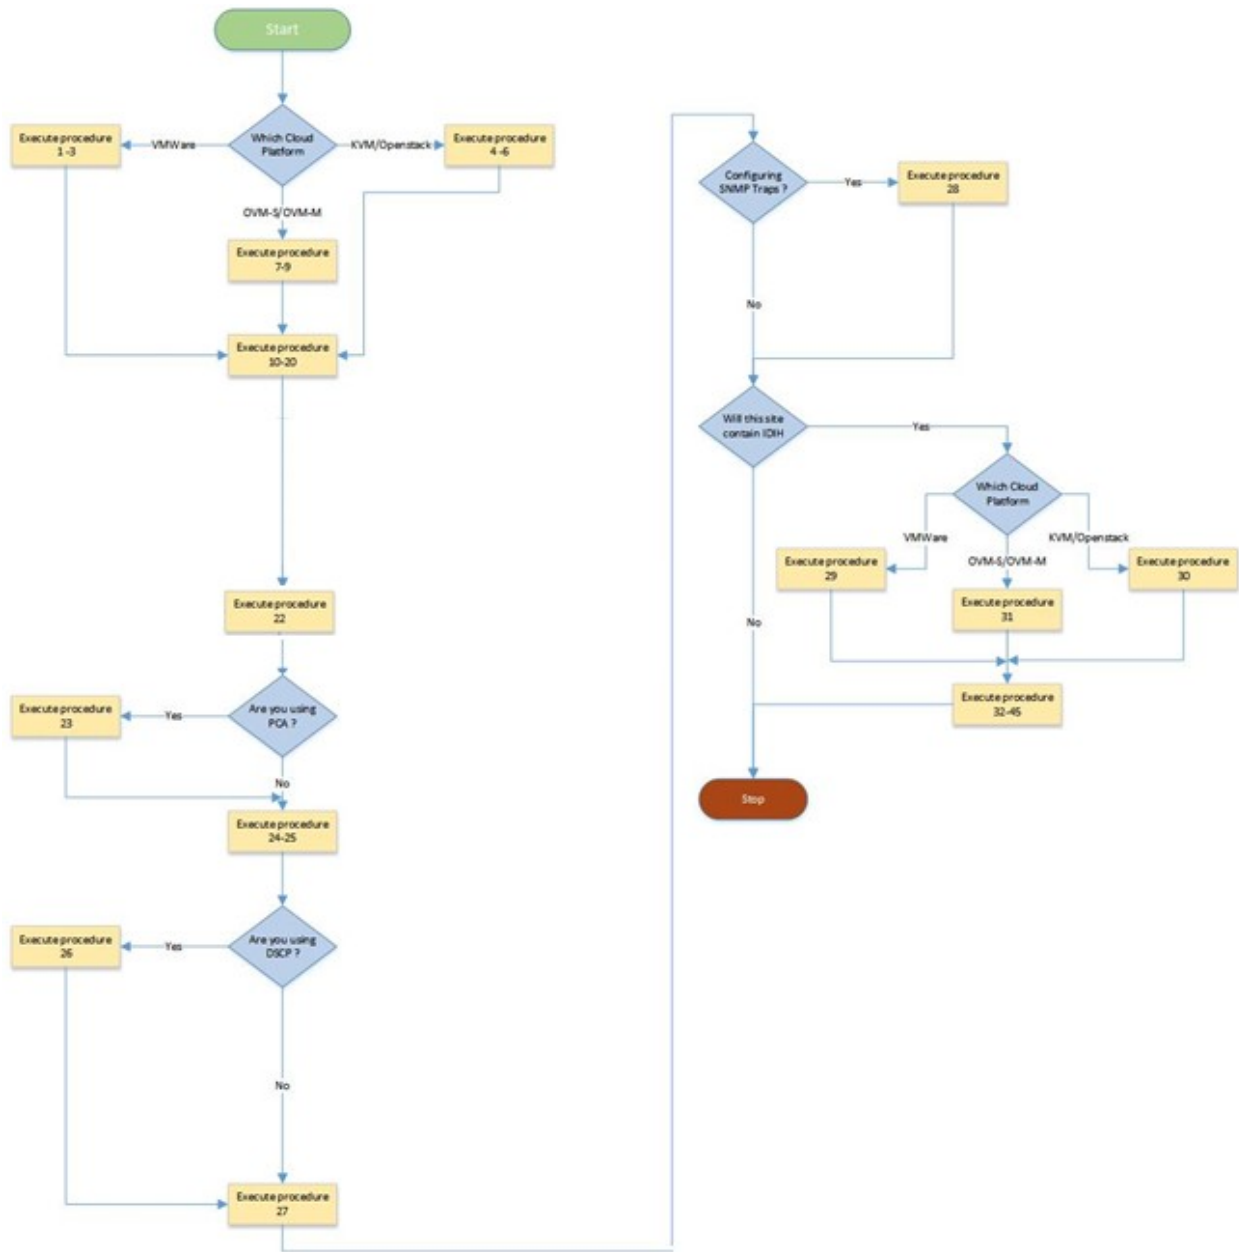 Start
Which Cloud
Platform
VMWare
KVM/Openstack
Execute procedure
1 -3
Execute procedure
4 -6
OVM-S/OVM-M
Execute procedure
7-9
Execute procedure
10-20
Execute procedure
22
Are you using
PCA ?
Yes
Execute procedure
23
No
Execute procedure
24-25
Are you using
DSCP ?
Yes
Execute procedure
26
No
Execute procedure
27
Configuring
SNMP Traps ?
Yes
Execute procedure
28
No
Will this site
contain IDIH
Yes
Which Cloud
Platform
VMWare
KVM/Openstack
OVM-S/OVM-M
Execute procedure
29
Execute procedure
30
Execute procedure
31
No
Execute procedure
32-45
Stop